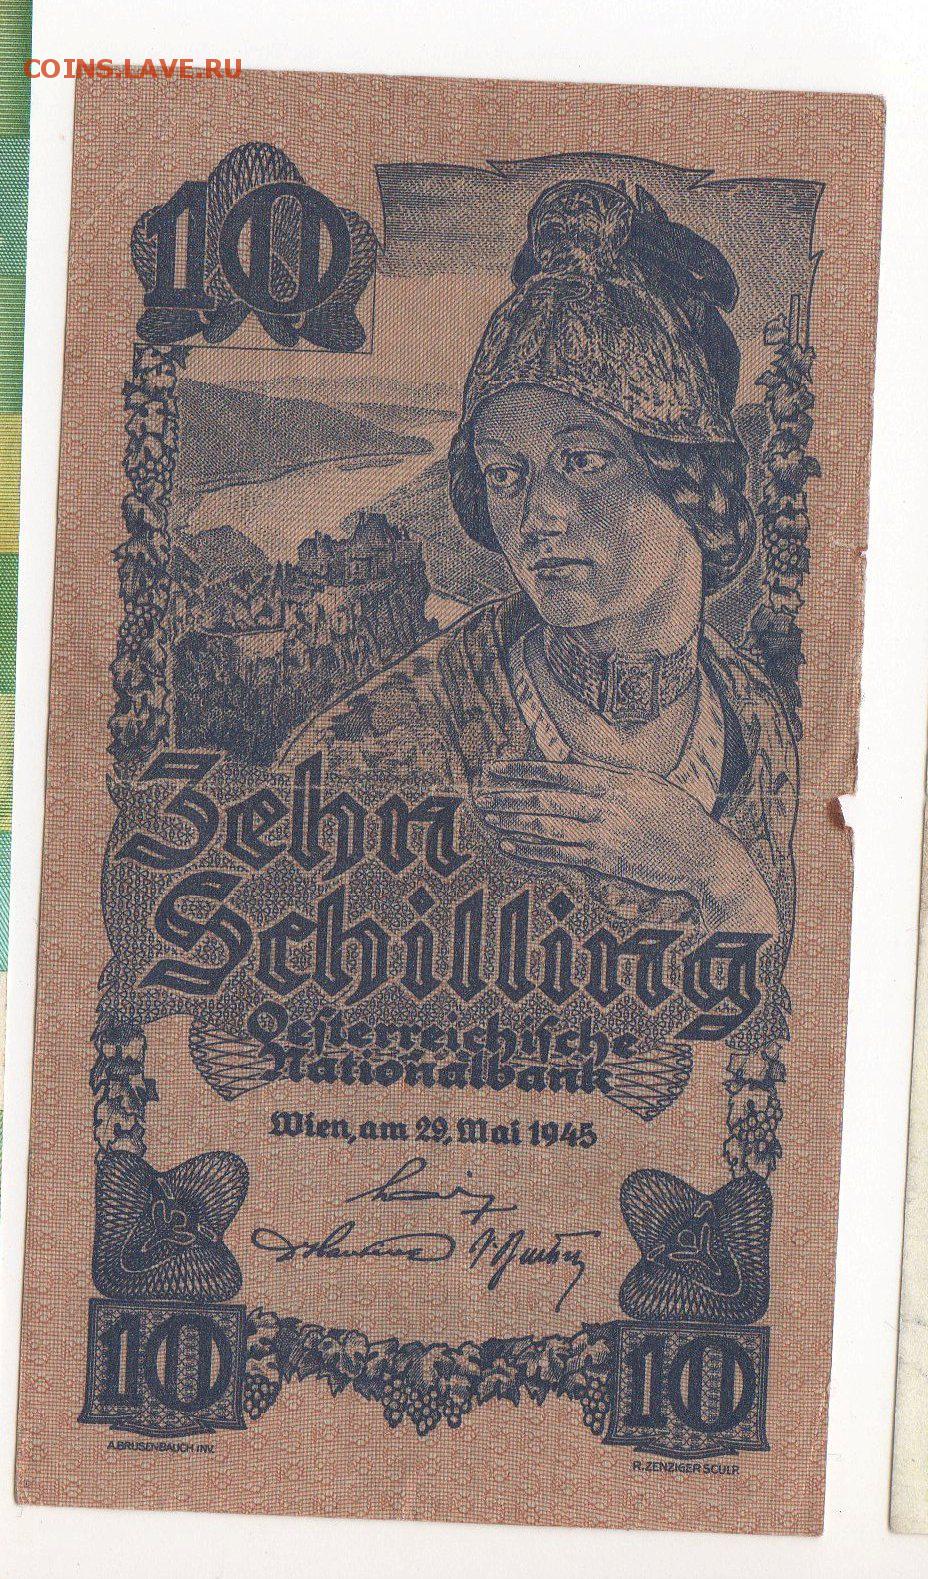 COINS.LAVE.RU
10
Zehn
Schilling
Oesterreichische
Nationalbank
Wien, am 29. Mai 1945
10
10
A.BRUSENBAUCH INV.
R.ZENZIGER SCULP.